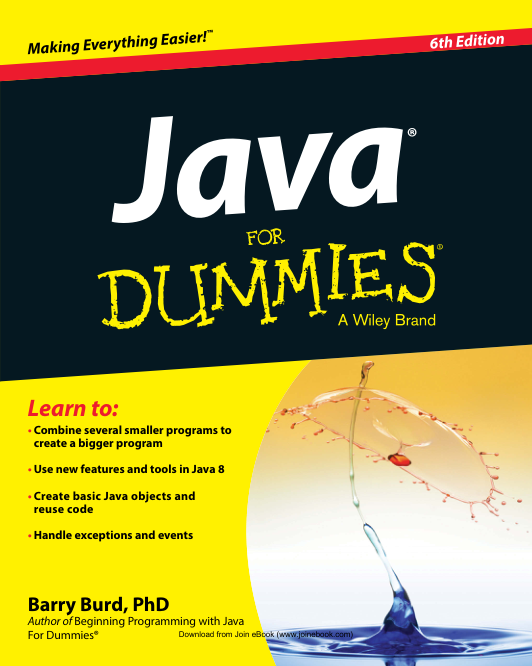 Making Everything Easier!™
6th Edition
Java®
FOR
DUMMIES®
A Wiley Brand
Learn to:
• Combine several smaller programs to
create a bigger program
• Use new features and tools in Java 8
• Create basic Java objects and
reuse code
• Handle exceptions and events
Barry Burd, PhD
Author of Beginning Programming with Java
For Dummies®
Download from Join eBook (www.joinebook.com)